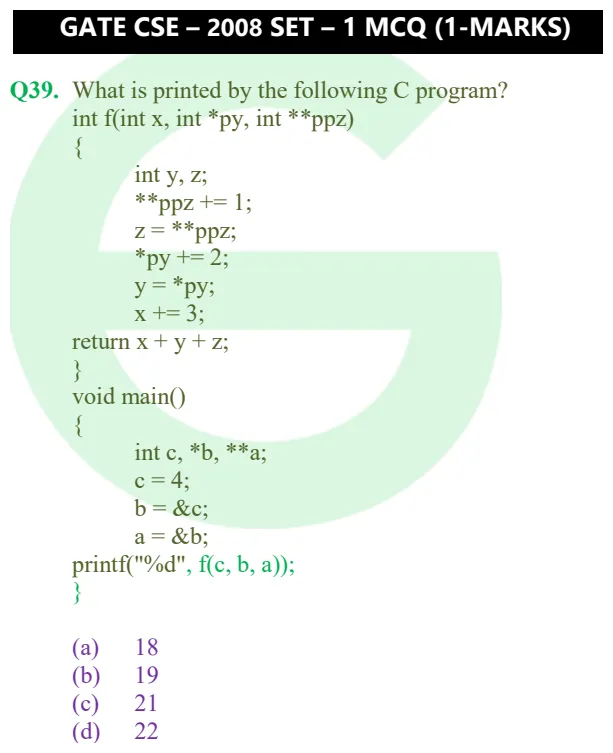 GATE CSE – 2008 SET – 1 MCQ (1-MARKS)
Q39. What is printed by the following C program?
int f(int x, int *py, int **ppz)
{
int y, z;
**ppz += 1;
z = **ppz;
*py += 2;
y = *py;
x += 3;
return x + y + z;
}
void main()
{
int c, *b, **a;
c = 4;
b = &c;
a = &b;
printf("%d", f(c, b, a));
}
(a) 18
(b) 19
(c) 21
(d) 22